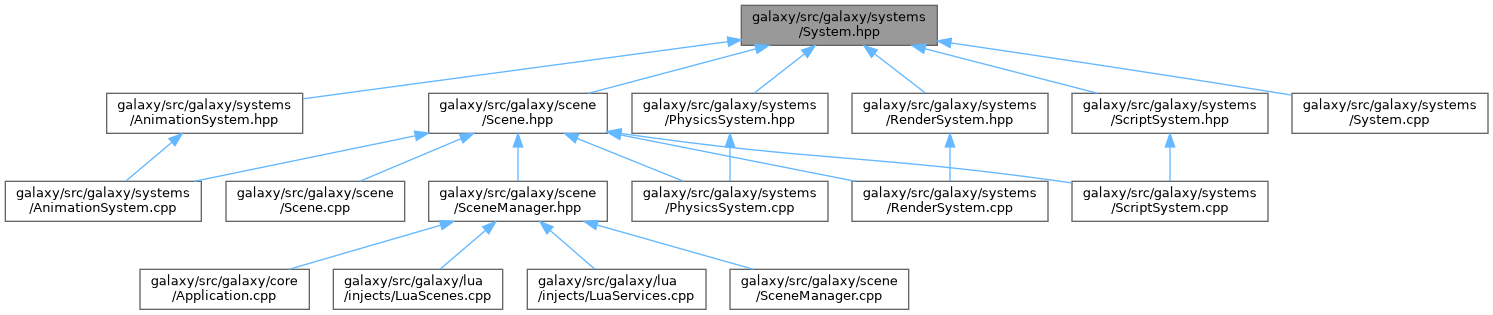 galaxy/src/galaxy/systems
/System.hpp
galaxy/src/galaxy/systems
/AnimationSystem.hpp
galaxy/src/galaxy/scene
/Scene.hpp
galaxy/src/galaxy/systems
/PhysicsSystem.hpp
galaxy/src/galaxy/systems
/RenderSystem.hpp
galaxy/src/galaxy/systems
/ScriptSystem.hpp
galaxy/src/galaxy/systems
/System.cpp
galaxy/src/galaxy/systems
/AnimationSystem.cpp
galaxy/src/galaxy/scene
/Scene.cpp
galaxy/src/galaxy/scene
/SceneManager.hpp
galaxy/src/galaxy/systems
/PhysicsSystem.cpp
galaxy/src/galaxy/systems
/RenderSystem.cpp
galaxy/src/galaxy/systems
/ScriptSystem.cpp
galaxy/src/galaxy/core
/Application.cpp
galaxy/src/galaxy/lua
/injects/LuaScenes.cpp
galaxy/src/galaxy/lua
/injects/LuaServices.cpp
galaxy/src/galaxy/scene
/SceneManager.cpp